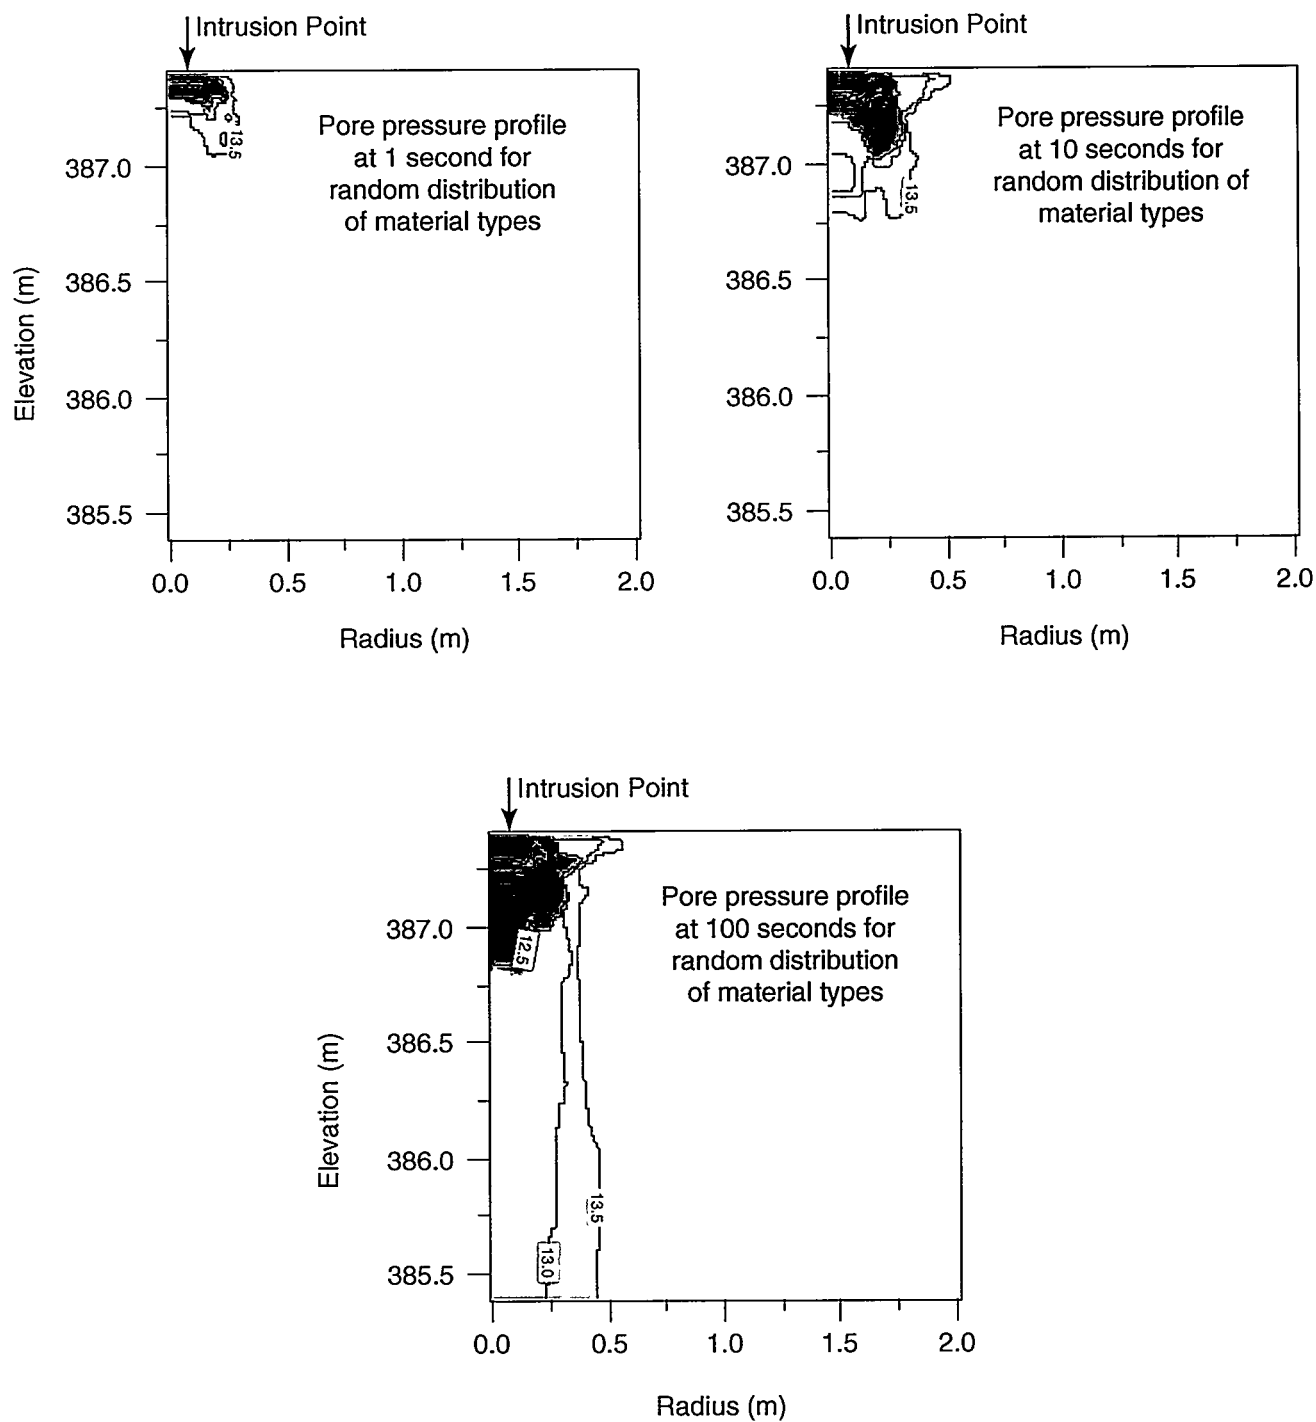 Intrusion Point
Pore pressure profile
at 1 second for
random distribution
of material types
13.5
387.0
386.5
386.0
385.5
Elevation (m)
0.0 0.5 1.0 1.5 2.0
Radius (m)
Intrusion Point
Pore pressure profile
at 10 seconds for
random distribution of
material types
13.5
387.0
386.5
386.0
385.5
0.0 0.5 1.0 1.5 2.0
Radius (m)
Intrusion Point
Pore pressure profile
at 100 seconds for
random distribution
of material types
12.5
13.5
13.0
387.0
386.5
386.0
385.5
Elevation (m)
0.0 0.5 1.0 1.5 2.0
Radius (m)